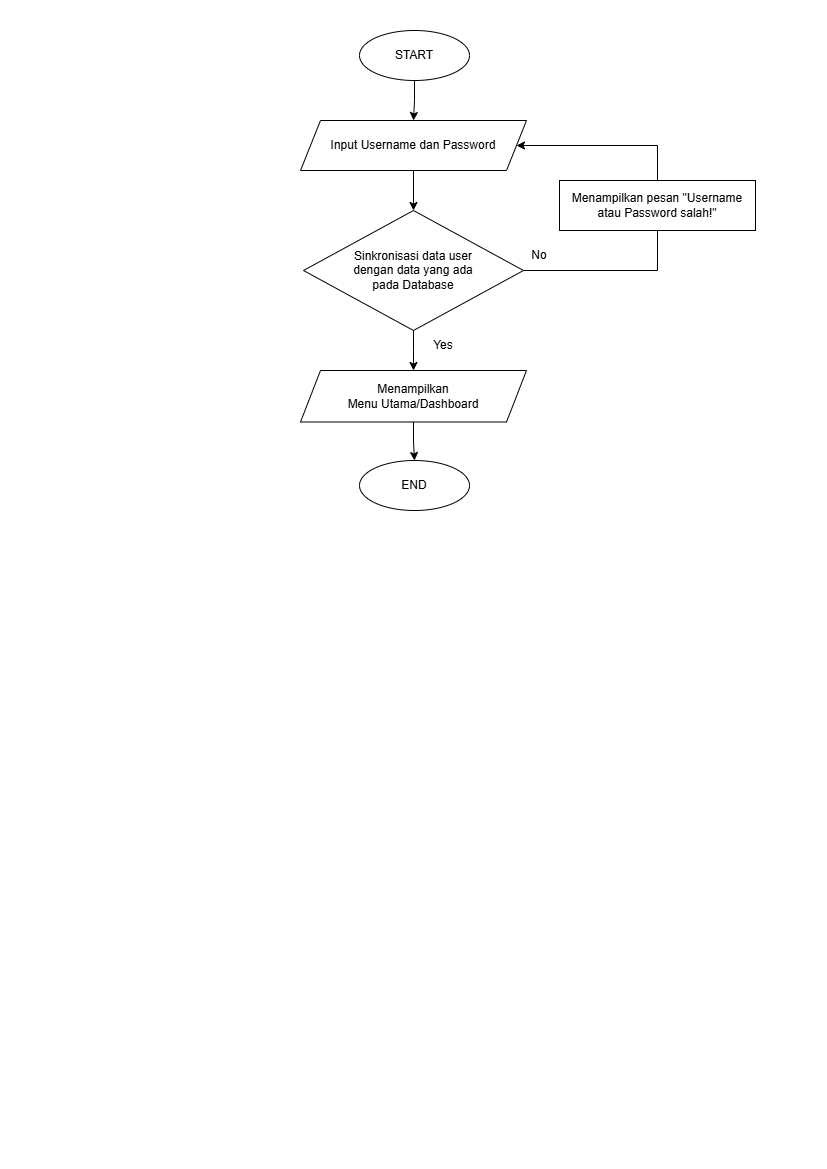 START
Input Username dan Password
Menampilkan pesan "Username
atau Password salah!"
Sinkronisasi data user
dengan data yang ada
pada Database
No
Yes
Menampilkan
Menu Utama/Dashboard
END